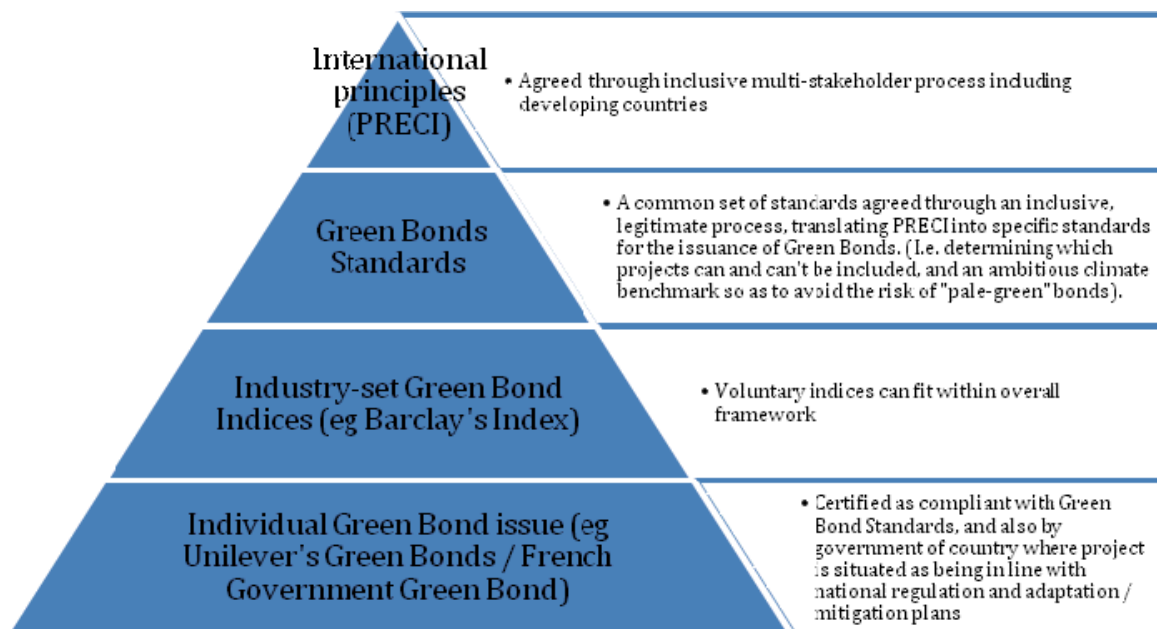 International
principles
(PRECI)
• Agreed through inclusive multi-stakeholder process including
developing countries
Green Bonds
Standards
• A common set of standards agreed through an inclusive,
legitimate process, translating PRECI into specific standards
for the issuance of Green Bonds. (I.e. determining which
projects can and can't be included, and an ambitious climate
benchmark so as to avoid the risk of "pale-green" bonds).
Industry-set Green Bond
Indices (eg Barclay's Index)
• Voluntary indices can fit within overall
framework
Individual Green Bond issue (eg
Unilever's Green Bonds / French
Government Green Bond)
• Certified as compliant with Green
Bond Standards, and also by
government of country where project
is situated as being in line with
national regulation and adaptation /
mitigation plans